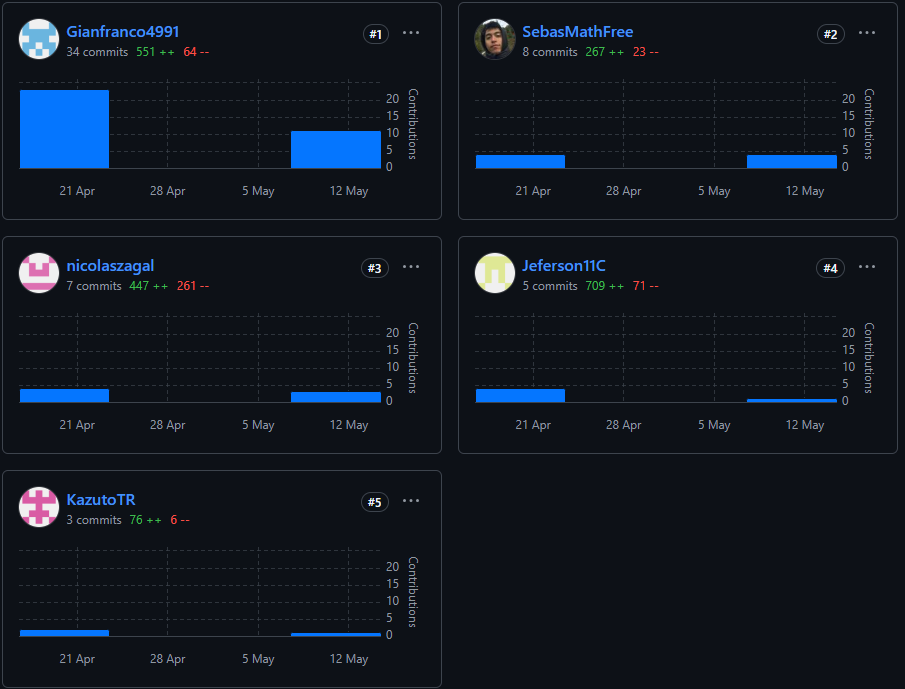 Gianfranco4991 #1 ···
34 commits 551 ++ 64 --
20
15
10
5
0
Contributions
21 Apr 28 Apr 5 May 12 May
SebasMathFree #2 ···
8 commits 267 ++ 23 --
20
15
10
5
0
Contributions
21 Apr 28 Apr 5 May 12 May
nicolaszagal #3 ···
7 commits 447 ++ 261 --
20
15
10
5
0
Contributions
21 Apr 28 Apr 5 May 12 May
Jeferson11C #4 ···
5 commits 709 ++ 71 --
20
15
10
5
0
Contributions
21 Apr 28 Apr 5 May 12 May
KazutoTR #5 ···
3 commits 76 ++ 6 --
20
15
10
5
0
Contributions
21 Apr 28 Apr 5 May 12 May